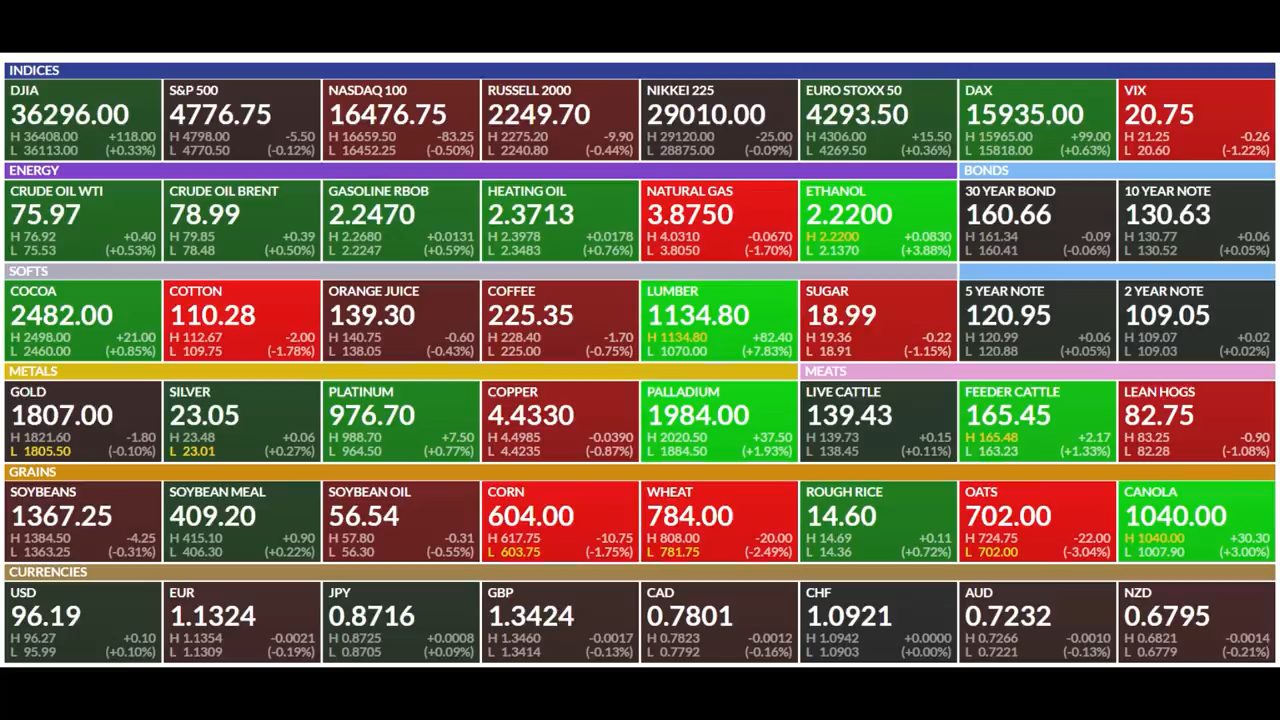 INDICES
DJIA S&P 500 NASDAQ 100 RUSSELL 2000 NIKKEI 225 EURO STOXX 50 DAX VIX
36296.00 4776.75 16476.75 2249.70 29010.00 4293.50 15935.00 20.75
H 36408.00 +118.00 H 4798.00 -5.50 H 16659.50 -83.25 H 2275.20 -9.90 H 29120.00 -25.00 H 4306.00 +15.50 H 15965.00 +99.00 H 21.25 -0.26
L 36113.00 (+0.33%) L 4770.50 (-0.12%) L 16452.25 (-0.50%) L 2240.80 (-0.44%) L 28875.00 (-0.09%) L 4269.50 (+0.36%) L 15818.00 (+0.63%) L 20.60 (-1.22%)
ENERGY BONDS
CRUDE OIL WTI CRUDE OIL BRENT GASOLINE RBOB HEATING OIL NATURAL GAS ETHANOL 30 YEAR BOND 10 YEAR NOTE
75.97 78.99 2.2470 2.3713 3.8750 2.2200 160.66 130.63
H 76.92 +0.40 H 79.85 +0.39 H 2.2680 +0.0131 H 2.3978 +0.0178 H 4.0310 -0.0670 H 2.2200 +0.0830 H 161.34 -0.09 H 130.77 +0.06
L 75.53 (+0.53%) L 78.48 (+0.50%) L 2.2247 (+0.59%) L 2.3483 (+0.76%) L 3.8050 (-1.70%) L 2.1370 (+3.88%) L 160.41 (-0.06%) L 130.52 (+0.05%)
SOFTS
COCOA COTTON ORANGE JUICE COFFEE LUMBER SUGAR 5 YEAR NOTE 2 YEAR NOTE
2482.00 110.28 139.30 225.35 1134.80 18.99 120.95 109.05
H 2498.00 +21.00 H 112.67 -2.00 H 140.75 -0.60 H 228.40 -1.70 H 1134.80 +82.40 H 19.36 -0.22 H 120.99 +0.06 H 109.07 +0.02
L 2460.00 (+0.85%) L 109.75 (-1.78%) L 138.05 (-0.43%) L 225.00 (-0.75%) L 1070.00 (+7.83%) L 18.91 (-1.15%) L 120.88 (+0.05%) L 109.03 (+0.02%)
METALS MEATS
GOLD SILVER PLATINUM COPPER PALLADIUM LIVE CATTLE FEEDER CATTLE LEAN HOGS
1807.00 23.05 976.70 4.4330 1984.00 139.43 165.45 82.75
H 1821.60 -1.80 H 23.48 +0.06 H 988.70 +7.50 H 4.4985 -0.0390 H 2020.50 +37.50 H 139.73 +0.15 H 165.48 +2.17 H 83.25 -0.90
L 1805.50 (-0.10%) L 23.01 (+0.27%) L 964.50 (+0.77%) L 4.4235 (-0.87%) L 1884.50 (+1.93%) L 138.45 (+0.11%) L 163.23 (+1.33%) L 82.28 (-1.08%)
GRAINS
SOYBEANS SOYBEAN MEAL SOYBEAN OIL CORN WHEAT ROUGH RICE OATS CANOLA
1367.25 409.20 56.54 604.00 784.00 14.60 702.00 1040.00
H 1384.50 -4.25 H 415.10 +0.90 H 57.80 -0.31 H 617.75 -10.75 H 808.00 -20.00 H 14.69 +0.11 H 724.75 -22.00 H 1040.00 +30.30
L 1363.25 (-0.31%) L 406.30 (+0.22%) L 56.30 (-0.55%) L 603.75 (-1.75%) L 781.75 (-2.49%) L 14.36 (+0.72%) L 702.00 (-3.04%) L 1007.90 (+3.00%)
CURRENCIES
USD EUR JPY GBP CAD CHF AUD NZD
96.19 1.1324 0.8716 1.3424 0.7801 1.0921 0.7232 0.6795
H 96.27 +0.10 H 1.1354 -0.0021 H 0.8725 +0.0008 H 1.3460 -0.0017 H 0.7823 -0.0012 H 1.0942 +0.0000 H 0.7266 -0.0010 H 0.6821 -0.0014
L 95.99 (+0.10%) L 1.1309 (-0.19%) L 0.8705 (+0.09%) L 1.3414 (-0.13%) L 0.7792 (-0.16%) L 1.0903 (+0.00%) L 0.7221 (-0.13%) L 0.6779 (-0.21%)